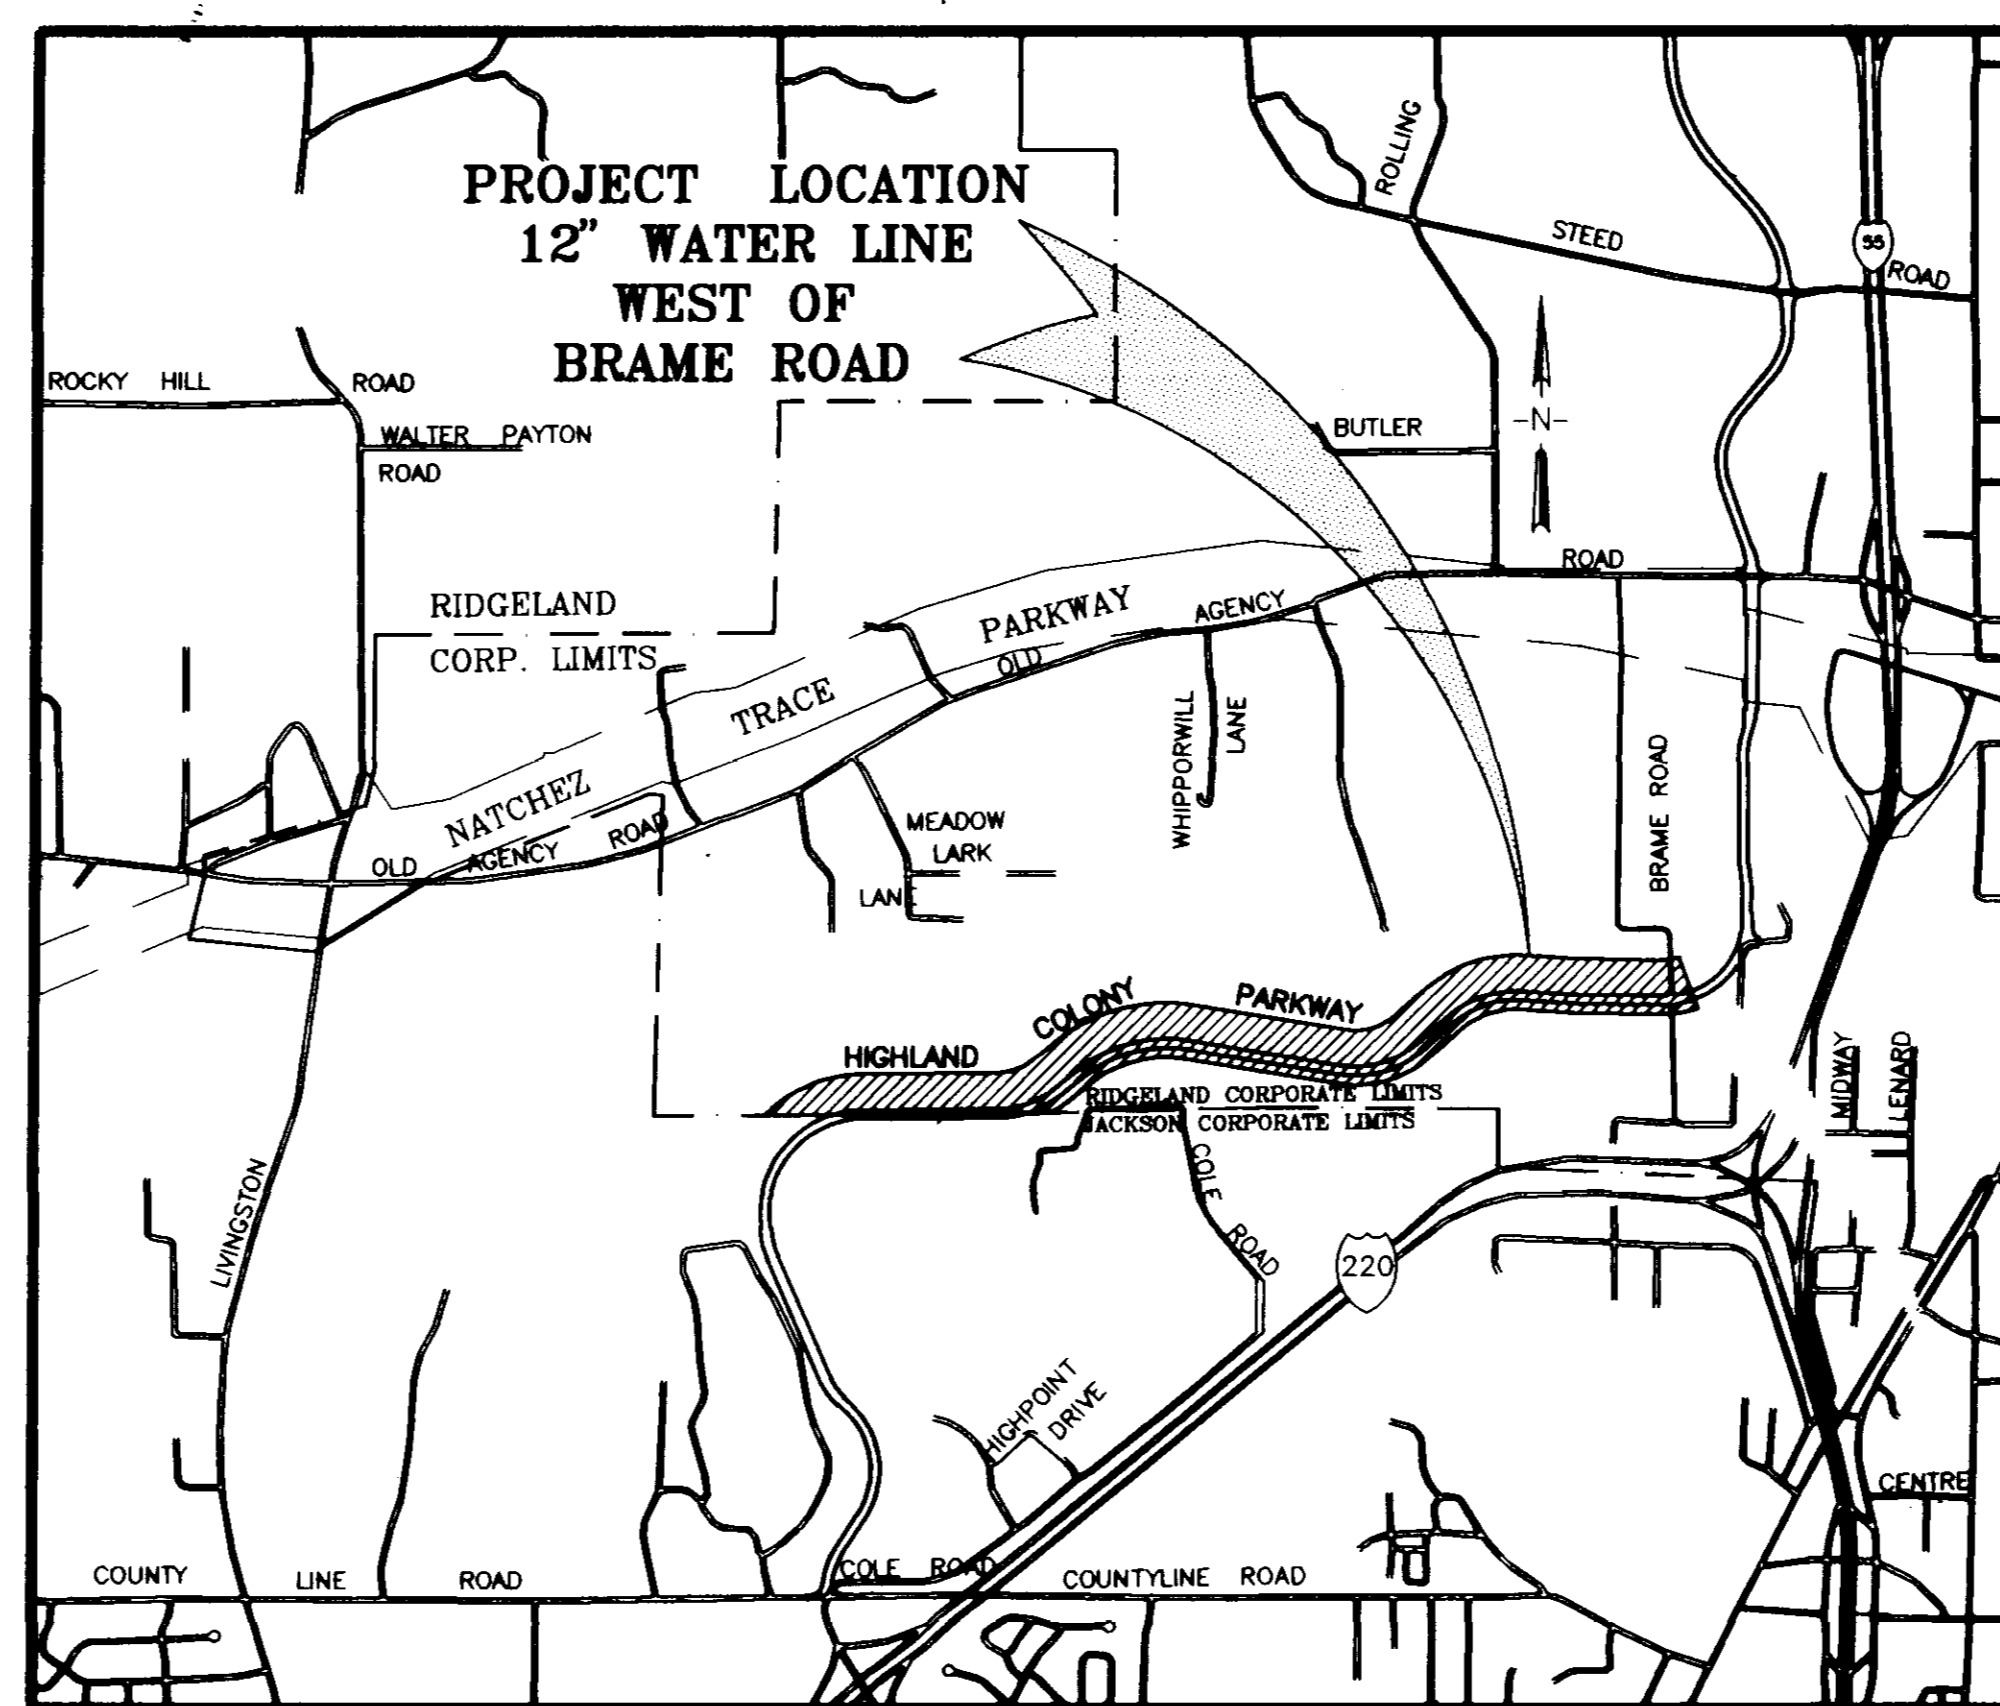 PROJECT LOCATION
12" WATER LINE
WEST OF
BRAME ROAD
ROLLING
STEED
ROAD
55
ROCKY HILL
ROAD
WALTER PAYTON
ROAD
BUTLER
-N-
ROAD
RIDGELAND
CORP. LIMITS
NATCHEZ
TRACE
PARKWAY
OLD
AGENCY
OLD
AGENCY
ROAD
WHIPPORWILL
LANE
MEADOW
LARK
LANE
BRAME ROAD
HIGHLAND
COLONY
PARKWAY
RIDGELAND CORPORATE LIMITS
JACKSON CORPORATE LIMITS
MIDWAY
LENARD
COLE
ROAD
LIVINGSTON
220
HIGHPOINT
DRIVE
CENTRE
COUNTY LINE ROAD
COLE ROAD
COUNTYLINE ROAD